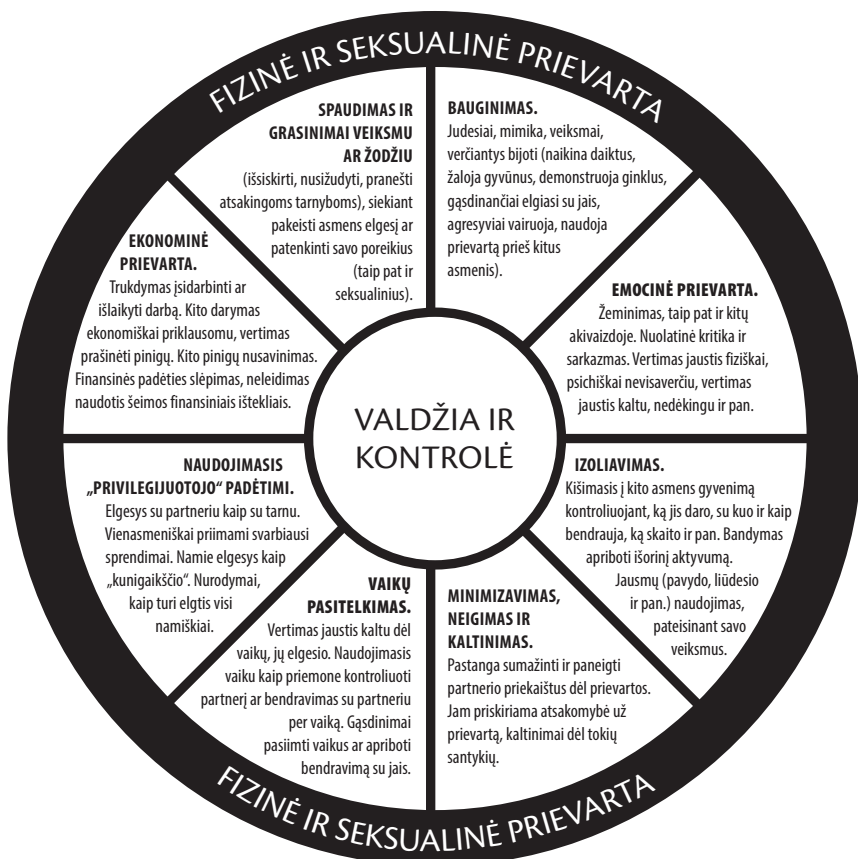 FIZINĖ IR SEKSUALINĖ PRIEVARTA
SPAUDIMAS IR
GRASINIMAI VEIKSMU
AR ŽODŽIU
(išsiskirti, nusižudyti, pranešti
atsakingoms tarnyboms), siekiant
pakeisti asmens elgesį ar
patenkinti savo poreikius
(taip pat ir
seksualinius).
BAUGINIMAS.
Judesiai, mimika, veiksmai,
verčiantys bijoti (naikina daiktus,
žaloja gyvūnus, demonstruoja ginklus,
gąsdinančiai elgiasi su jais,
agresyviai vairuoja, naudoja
prievartą prieš kitus
asmenis).
EMOCINĖ PRIEVARTA.
Žeminimas, taip pat ir kitų
akivaizdoje. Nuolatinė kritika ir
sarkazmas. Vertimas jaustis fiziškai,
psichiškai nevisaverčiu, vertimas
jaustis kaltu, nedėkingu ir pan.
IZOLIAVIMAS.
Kišimasis į kito asmens gyvenimą
kontroliuojant, ką jis daro, su kuo ir kaip
bendrauja, ką skaito ir pan. Bandymas
apriboti išorinį aktyvumą.
Jausmų (pavydo, liūdesio
ir pan.) naudojimas,
pateisinant savo
veiksmus.
MINIMIZAVIMAS,
NEIGIMAS IR
KALTINIMAS.
Pastanga sumažinti ir paneigti
partnerio priekaištus dėl prievartos.
Jam priskiriama atsakomybė už
prievartą, kaltinimai dėl tokių
santykių.
VAIKŲ
PASITELKIMAS.
Vertimas jaustis kaltu dėl
vaikų, jų elgesio. Naudojimasis
vaiku kaip priemone kontroliuoti
partnerį ar bendravimas su partneriu
per vaiką. Gąsdinimai
pasiimti vaikus ar apriboti
bendravimą su jais.
NAUDOJIMASIS
„PRIVILEGIJUOTOJO“ PADĖTIMI.
Elgesys su partneriu kaip su tarnu.
Vienasmeniškai priimami svarbiausi
sprendimai. Namie elgesys kaip
„kunigaikščio“. Nurodymai,
kaip turi elgtis visi
namiškiai.
EKONOMINĖ
PRIEVARTA.
Trukdymas įsidarbinti ar
išlaikyti darbą. Kito darymas
ekonomiškai priklausomu, vertimas
prašinėti pinigų. Kito pinigų nusavinimas.
Finansinės padėties slėpimas, neleidimas
naudotis šeimos finansiniais ištekliais.
VALDŽIA IR
KONTROLĖ
FIZINĖ IR SEKSUALINĖ PRIEVARTA